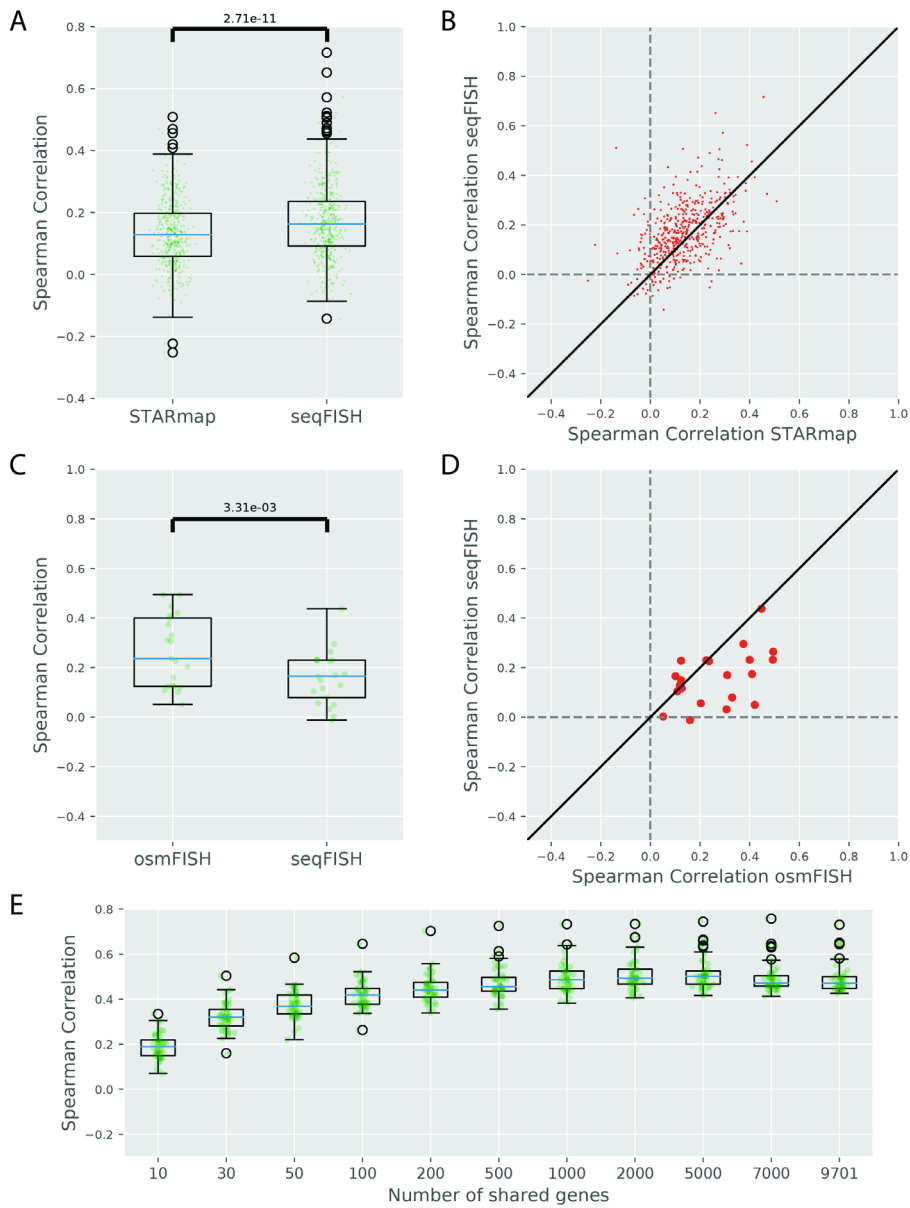 A
2.71e-11
0.8
0.6
0.4
0.2
0.0
−0.2
−0.4
Spearman Correlation
STARmap
seqFISH
B
1.0
0.8
0.6
0.4
0.2
0.0
−0.2
−0.4
Spearman Correlation seqFISH
−0.4 −0.2 0.0 0.2 0.4 0.6 0.8 1.0
Spearman Correlation STARmap
C
3.31e-03
1.0
0.8
0.6
0.4
0.2
0.0
−0.2
−0.4
Spearman Correlation
osmFISH
seqFISH
D
1.0
0.8
0.6
0.4
0.2
0.0
−0.2
−0.4
Spearman Correlation seqFISH
−0.4 −0.2 0.0 0.2 0.4 0.6 0.8 1.0
Spearman Correlation osmFISH
E
0.8
0.6
0.4
0.2
0.0
−0.2
Spearman Correlation
10 30 50 100 200 500 1000 2000 5000 7000 9701
Number of shared genes